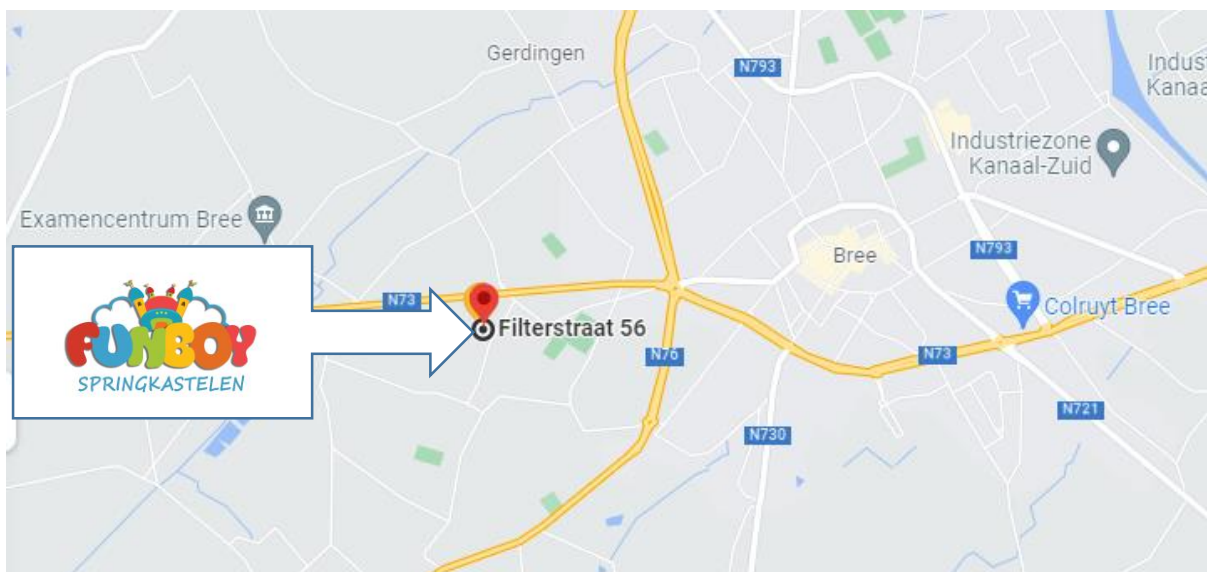 Gerdingen
N793
Indus
Kanaa
Industriezone
Kanaal-Zuid
Examencentrum Bree
Bree
N793
N73
FUNBOY
SPRINGKASTELEN
Filterstraat 56
Colruyt Bree
N76
N73
N721
N730